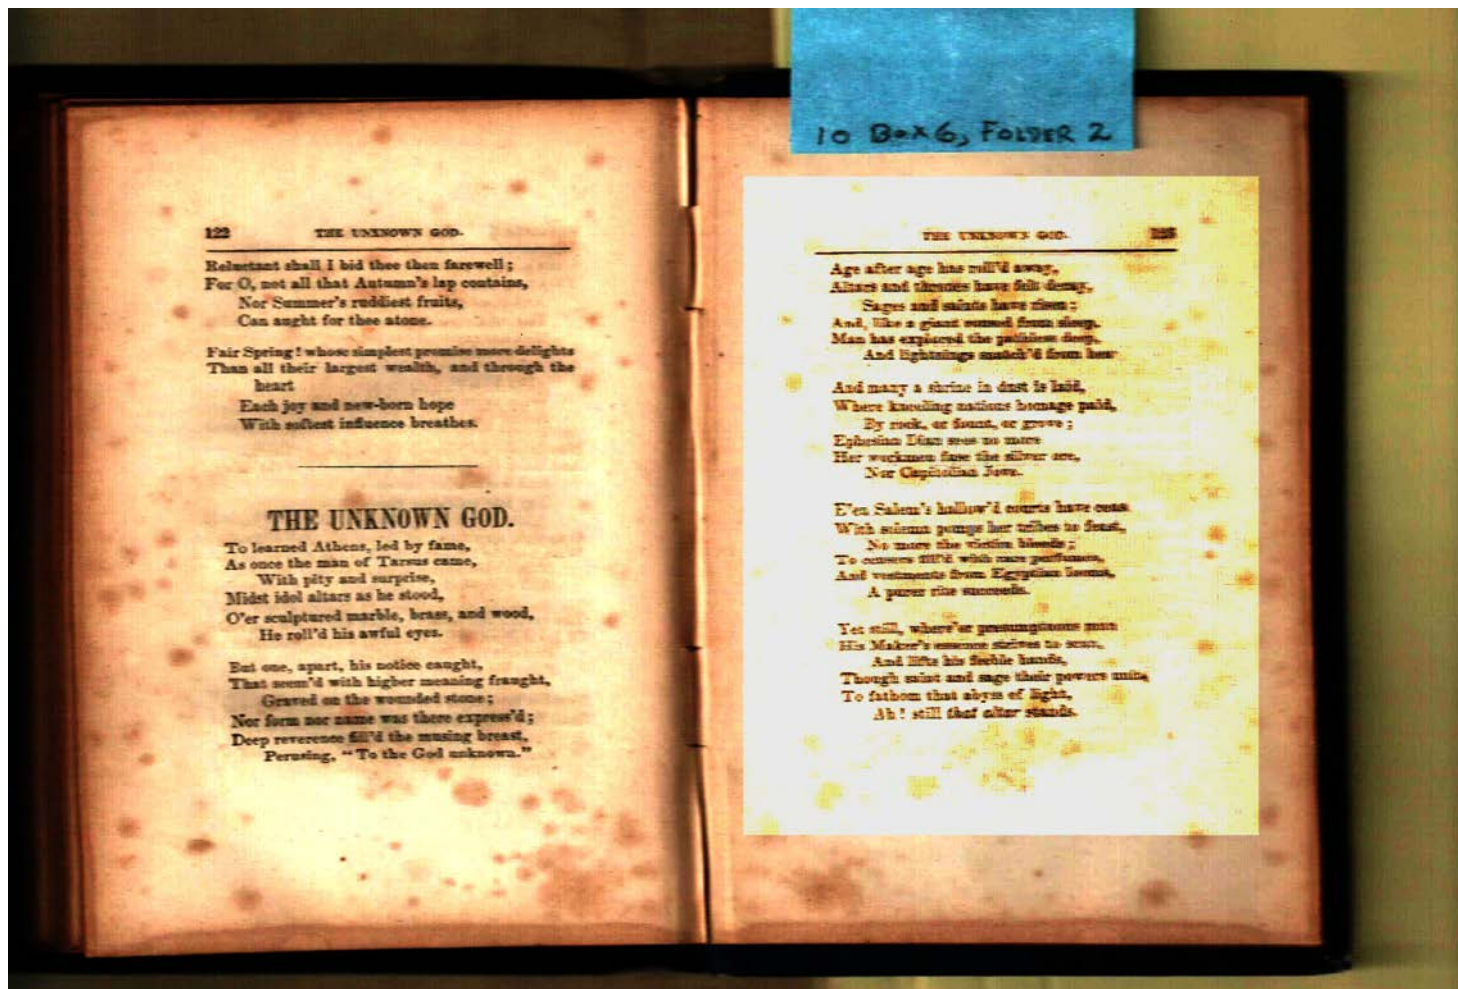 10 Box 6, FOLDER 2
122 THE UNKNOWN GOD.
Reluctant shall I bid thee then farewell;
For O, not all that Autumn's lap contains,
Nor Summer's ruddiest fruits,
Can aught for thee atone.
Fair Spring! whose simplest promise more delights
Than all their largest wealth, and through the
heart
Each joy and new-born hope
With softest influence breathes.
THE UNKNOWN GOD.
To learned Athens, led by fame,
As once the man of Tarsus came,
With pity and surprise,
Midst idol altars as he stood,
O'er sculptured marble, brass, and wood,
He roll'd his awful eyes.
But one, apart, his notice caught,
That seem'd with higher meaning fraught,
Graved on the wounded stone;
Nor form nor name was there express'd;
Deep reverence fill'd the musing breast,
Perusing, "To the God unknown."
THE UNKNOWN GOD. 123
Age after age has roll'd away,
Altars and thrones have felt decay,
Sages and saints have risen;
And, like a giant roused from sleep,
Man has explored the pathless deep,
And lightnings snatch'd from heav
And many a shrine in dust is laid,
Where kneeling nations homage paid,
By rock, or fount, or grove;
Ephesian Dian sees no more
Her workmen fuse the silver ore,
Nor Capitolian Jove.
E'en Salem's hallow'd courts have ceas
With solemn pomps her tribes to feast,
No more the victim bleeds;
To censers fill'd with rare perfumes,
And vestments from Egyptian looms,
A purer rite succeeds.
Yet still, where'er presumptuous man
His Maker's essence strives to scan,
And lifts his feeble hands,
Though saint and sage their powers unite,
To fathom that abyss of light,
Ah! still that altar stands.